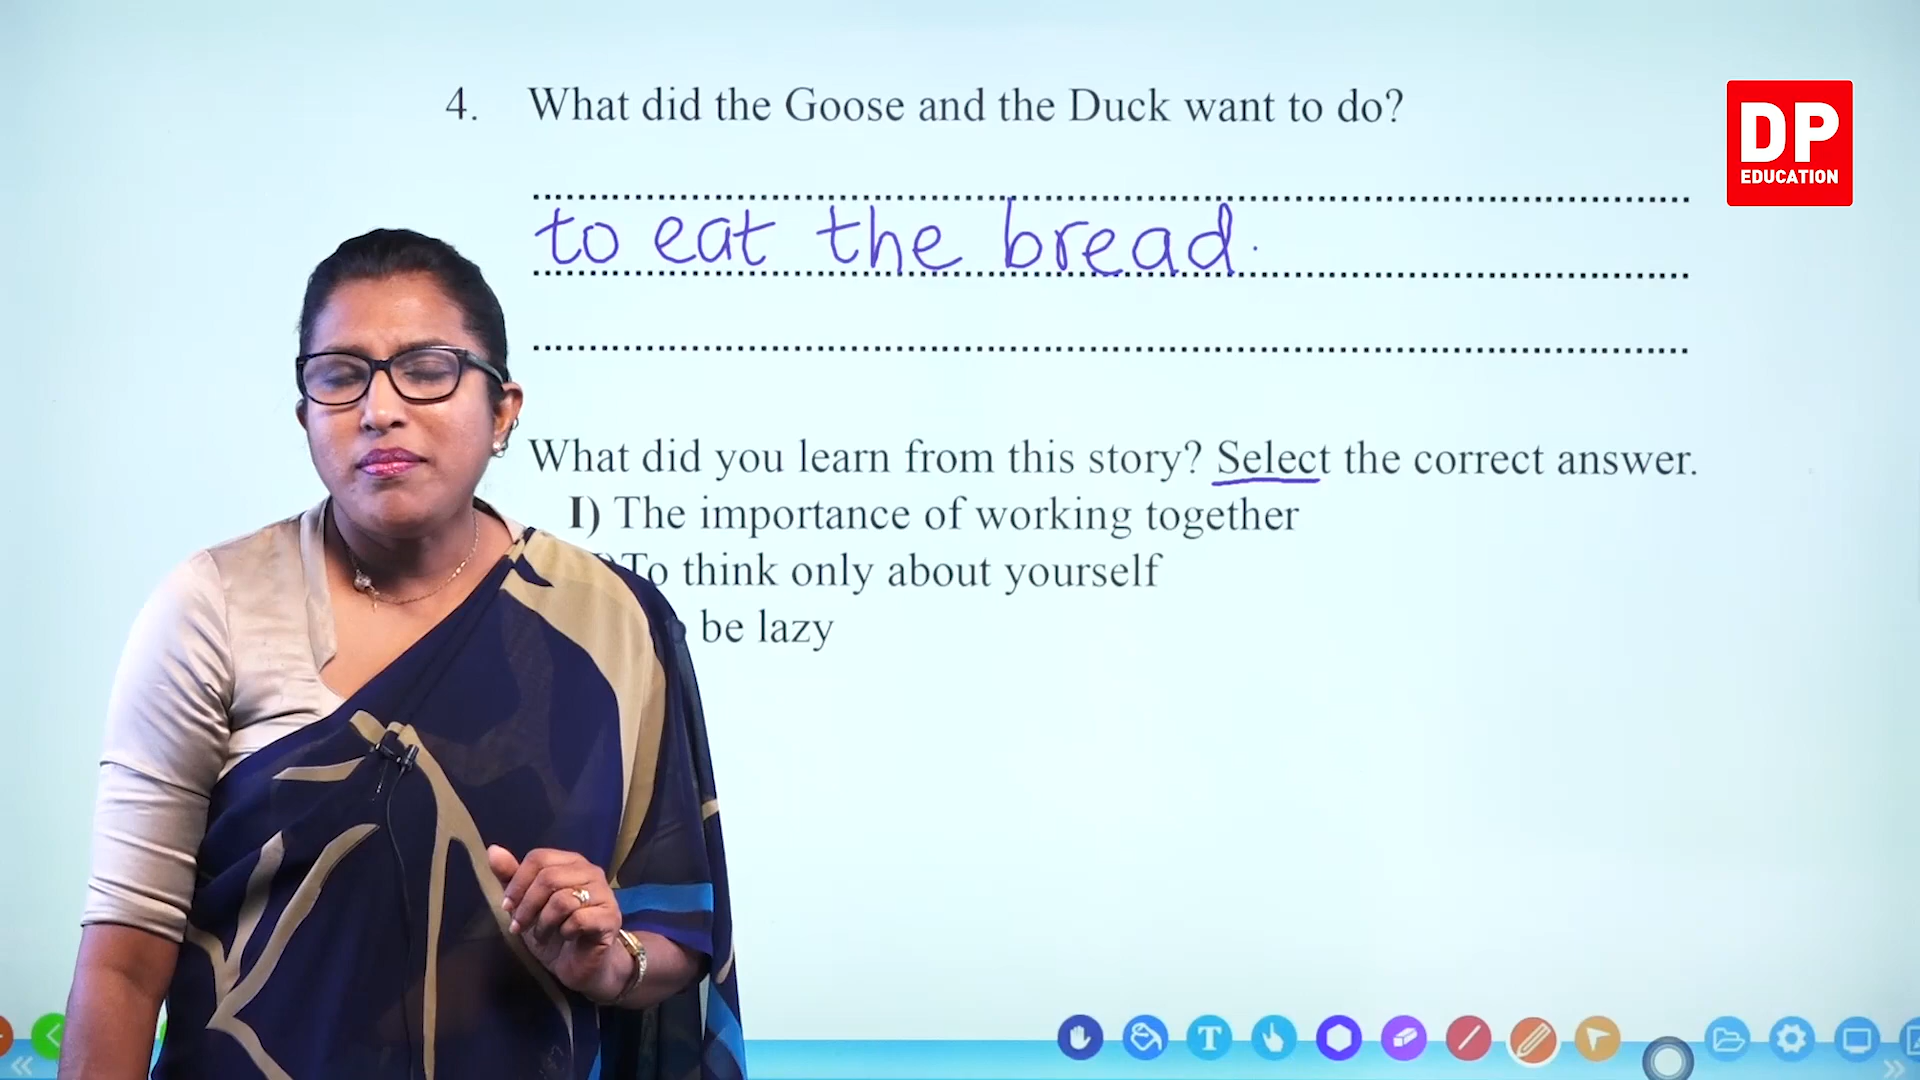 4. What did the Goose and the Duck want to do?
DP
EDUCATION
to eat the bread.
What did you learn from this story? Select the correct answer.
I) The importance of working together
To think only about yourself
be lazy
T